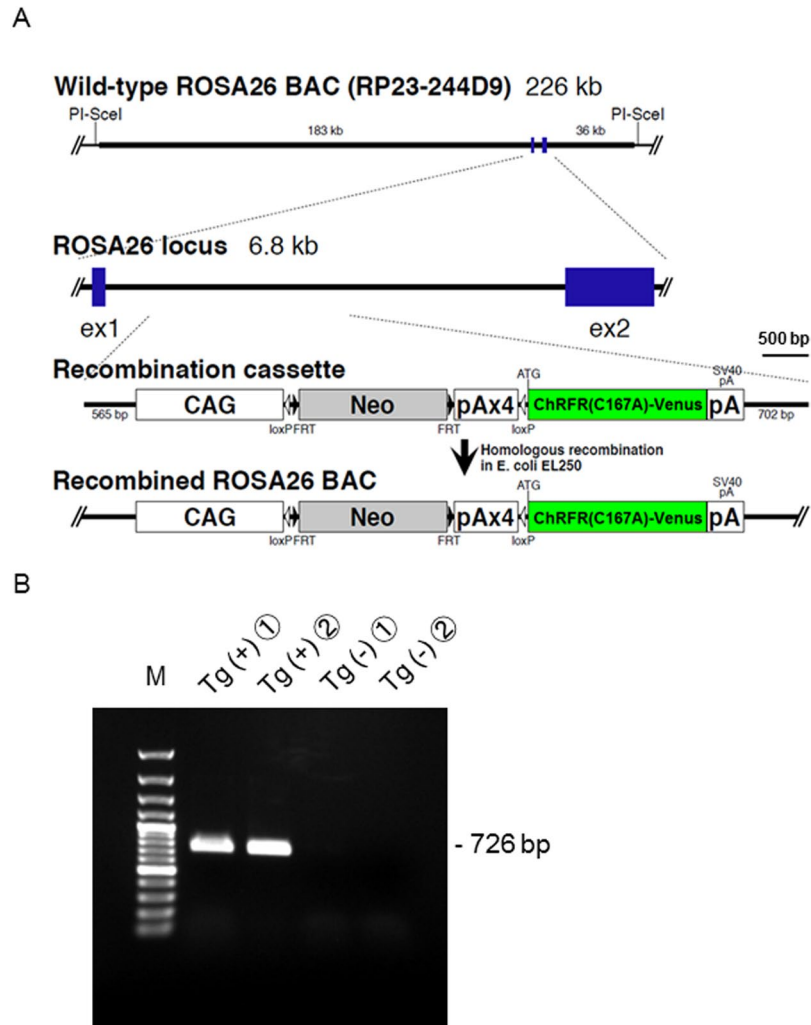 A
Wild-type ROSA26 BAC (RP23-244D9) 226 kb
PI-SceI
PI-SceI
183 kb
36 kb
ROSA26 locus 6.8 kb
ex1
ex2
500 bp
Recombination cassette
ATG
SV40
pA
CAG
Neo
pAx4
ChRFR(C167A)-Venus
pA
565 bp
702 bp
loxP FRT
FRT
loxP
Homologous recombination
in E. coli EL250
Recombined ROSA26 BAC
ATG
SV40
pA
CAG
Neo
pAx4
ChRFR(C167A)-Venus
pA
loxP FRT
FRT
loxP
B
M
Tg (+) ①
Tg (+) ②
Tg (-) ①
Tg (-) ②
- 726 bp